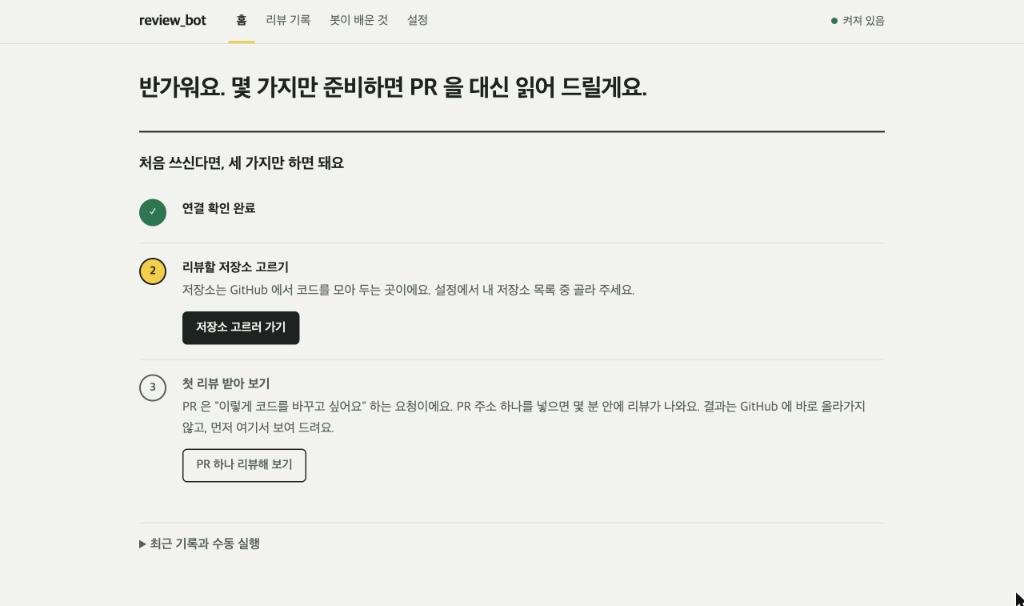 review_bot 홈 리뷰 기록 봇이 배운 것 설정 켜져 있음
반가워요. 몇 가지만 준비하면 PR 을 대신 읽어 드릴게요.
처음 쓰신다면, 세 가지만 하면 돼요
✓ 연결 확인 완료
2 리뷰할 저장소 고르기
저장소는 GitHub 에서 코드를 모아 두는 곳이에요. 설정에서 내 저장소 목록 중 골라 주세요.
저장소 고르러 가기
3 첫 리뷰 받아 보기
PR 은 "이렇게 코드를 바꾸고 싶어요" 하는 요청이에요. PR 주소 하나를 넣으면 몇 분 안에 리뷰가 나와요. 결과는 GitHub 에 바로 올라가지
않고, 먼저 여기서 보여 드려요.
PR 하나 리뷰해 보기
▶ 최근 기록과 수동 실행